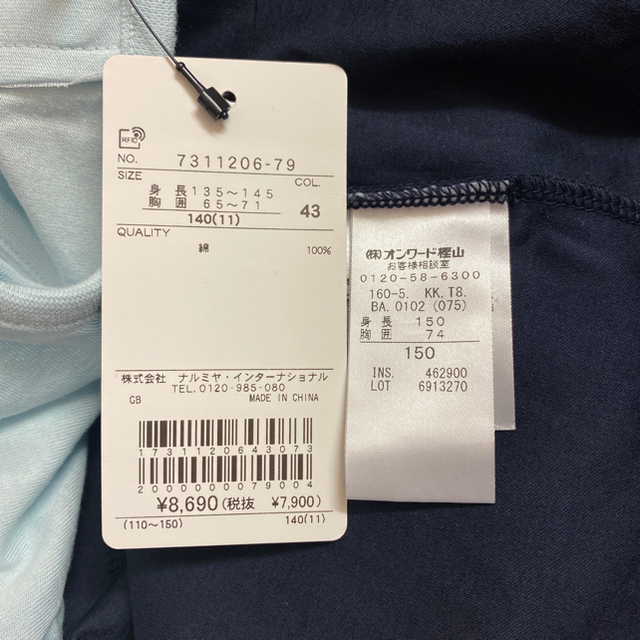 RFID
NO. 7311206-79
SIZE COL.
身長 135〜145
胸囲 65〜71
43
140(11)
QUALITY
綿 100%
株式会社 ナルミヤ・インターナショナル
TEL.0120-985-080
GB MADE IN CHINA
1731120643073
2000000079004
¥8,690(税抜 ¥7,900)
(110〜150) 140(11)
(株)オンワード樫山
お客様相談室
0120-58-6300
160-5. KK.T8.
BA.0102 (075)
身長 150
胸囲 74
150
INS. 462900
LOT 6913270